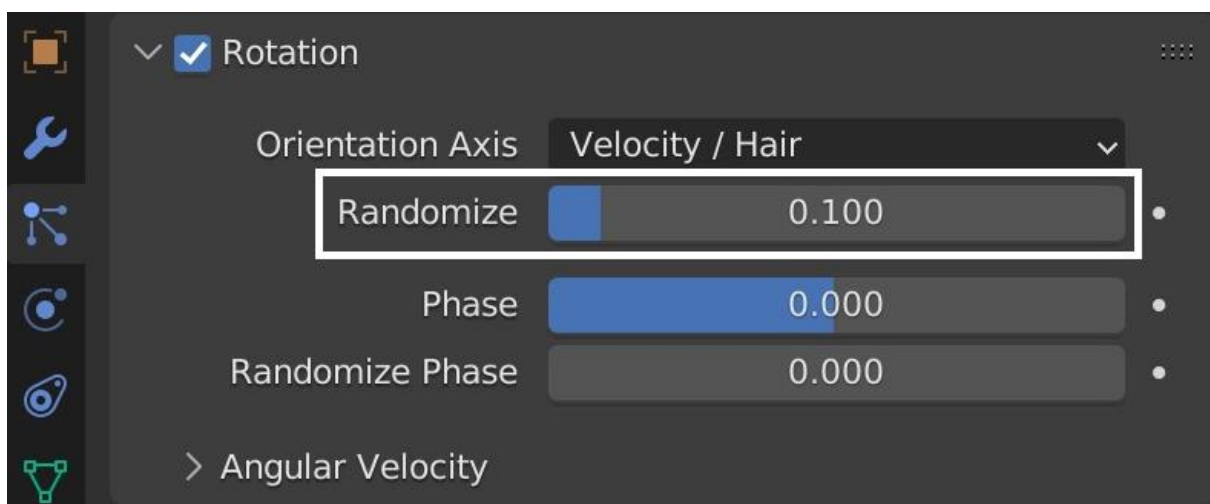 Rotation
Orientation Axis Velocity / Hair
Randomize 0.100
Phase 0.000
Randomize Phase 0.000
Angular Velocity